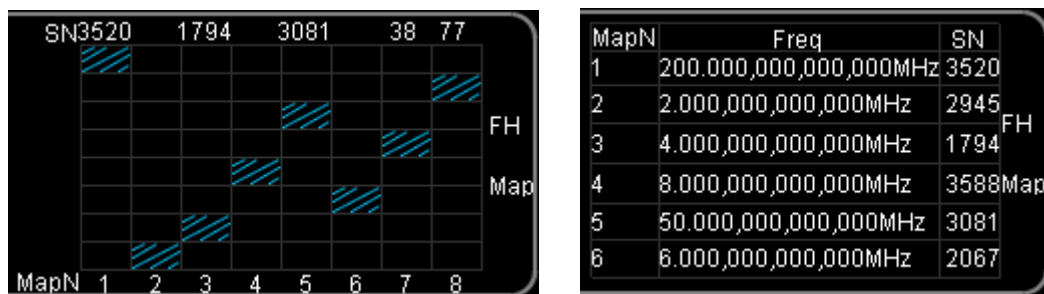 SN3520 1794 3081 38 77
FH
Map
MapN 1 2 3 4 5 6 7 8
MapN Freq SN
1 200.000,000,000,000MHz 3520
2 2.000,000,000,000MHz 2945
FH
3 4.000,000,000,000MHz 1794
4 8.000,000,000,000MHz 3588 Map
5 50.000,000,000,000MHz 3081
6 6.000,000,000,000MHz 2067